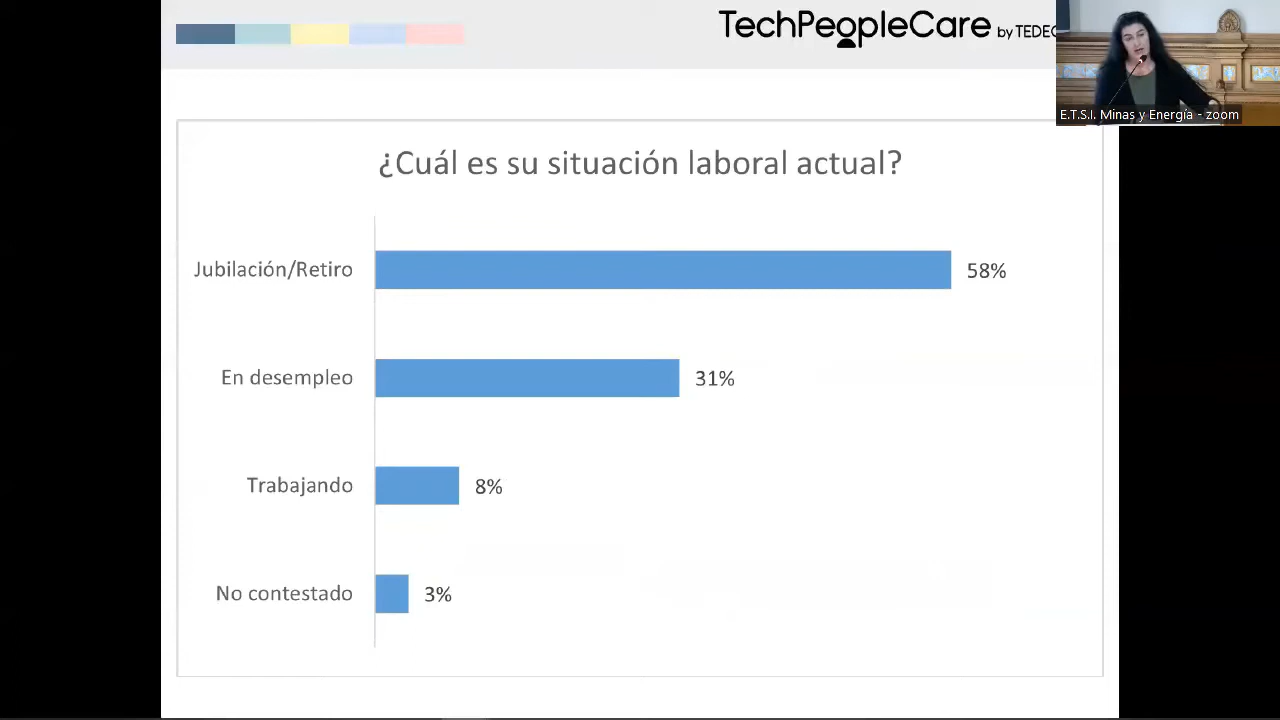 TechPeopleCare by TEDEC
E.T.S.I. Minas y Energía - zoom
¿Cuál es su situación laboral actual?
Jubilación/Retiro 58%
En desempleo 31%
Trabajando 8%
No contestado 3%